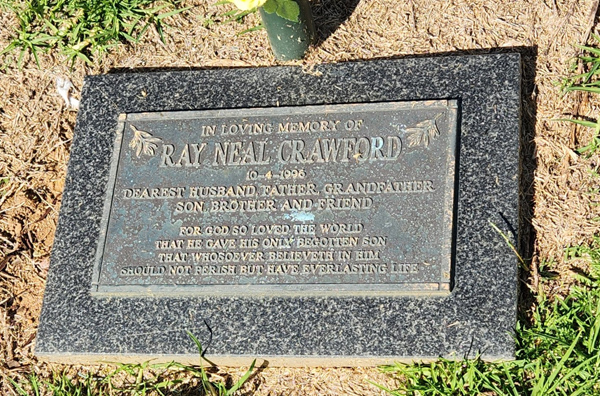 IN LOVING MEMORY OF
RAY NEAL CRAWFORD
10-4-1996
DEAREST HUSBAND, FATHER, GRANDFATHER
SON, BROTHER AND FRIEND
FOR GOD SO LOVED THE WORLD
THAT HE GAVE HIS ONLY BEGOTTEN SON
THAT WHOSOEVER BELIEVETH IN HIM
SHOULD NOT PERISH BUT HAVE EVERLASTING LIFE